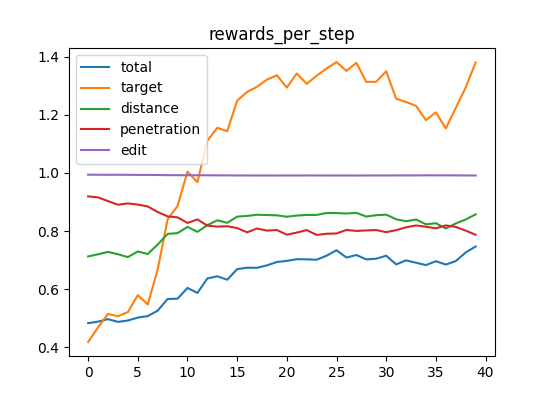 rewards_per_step
total
target
distance
penetration
edit
1.4
1.2
1.0
0.8
0.6
0.4
0 5 10 15 20 25 30 35 40